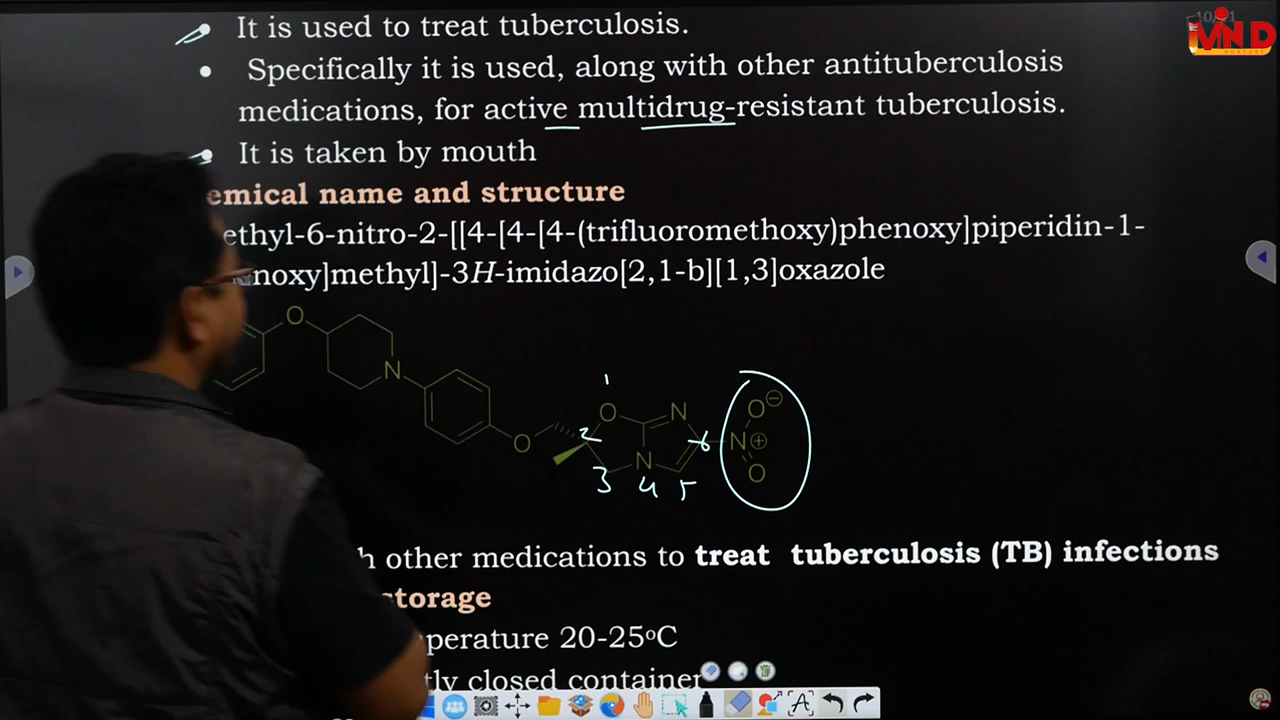 It is used to treat tuberculosis.
Specifically it is used, along with other antituberculosis
medications, for active multidrug-resistant tuberculosis.
It is taken by mouth
emical name and structure
ethyl-6-nitro-2-[[4-[4-[4-(trifluoromethoxy)phenoxy]piperidin-1-
noxy]methyl]-3H-imidazo[2,1-b][1,3]oxazole
O
N
O
O
N
N
N
O
O
1
2
3
4
5
6
h other medications to treat tuberculosis (TB) infections
storage
perature 20-25°C
tly closed container
MIND